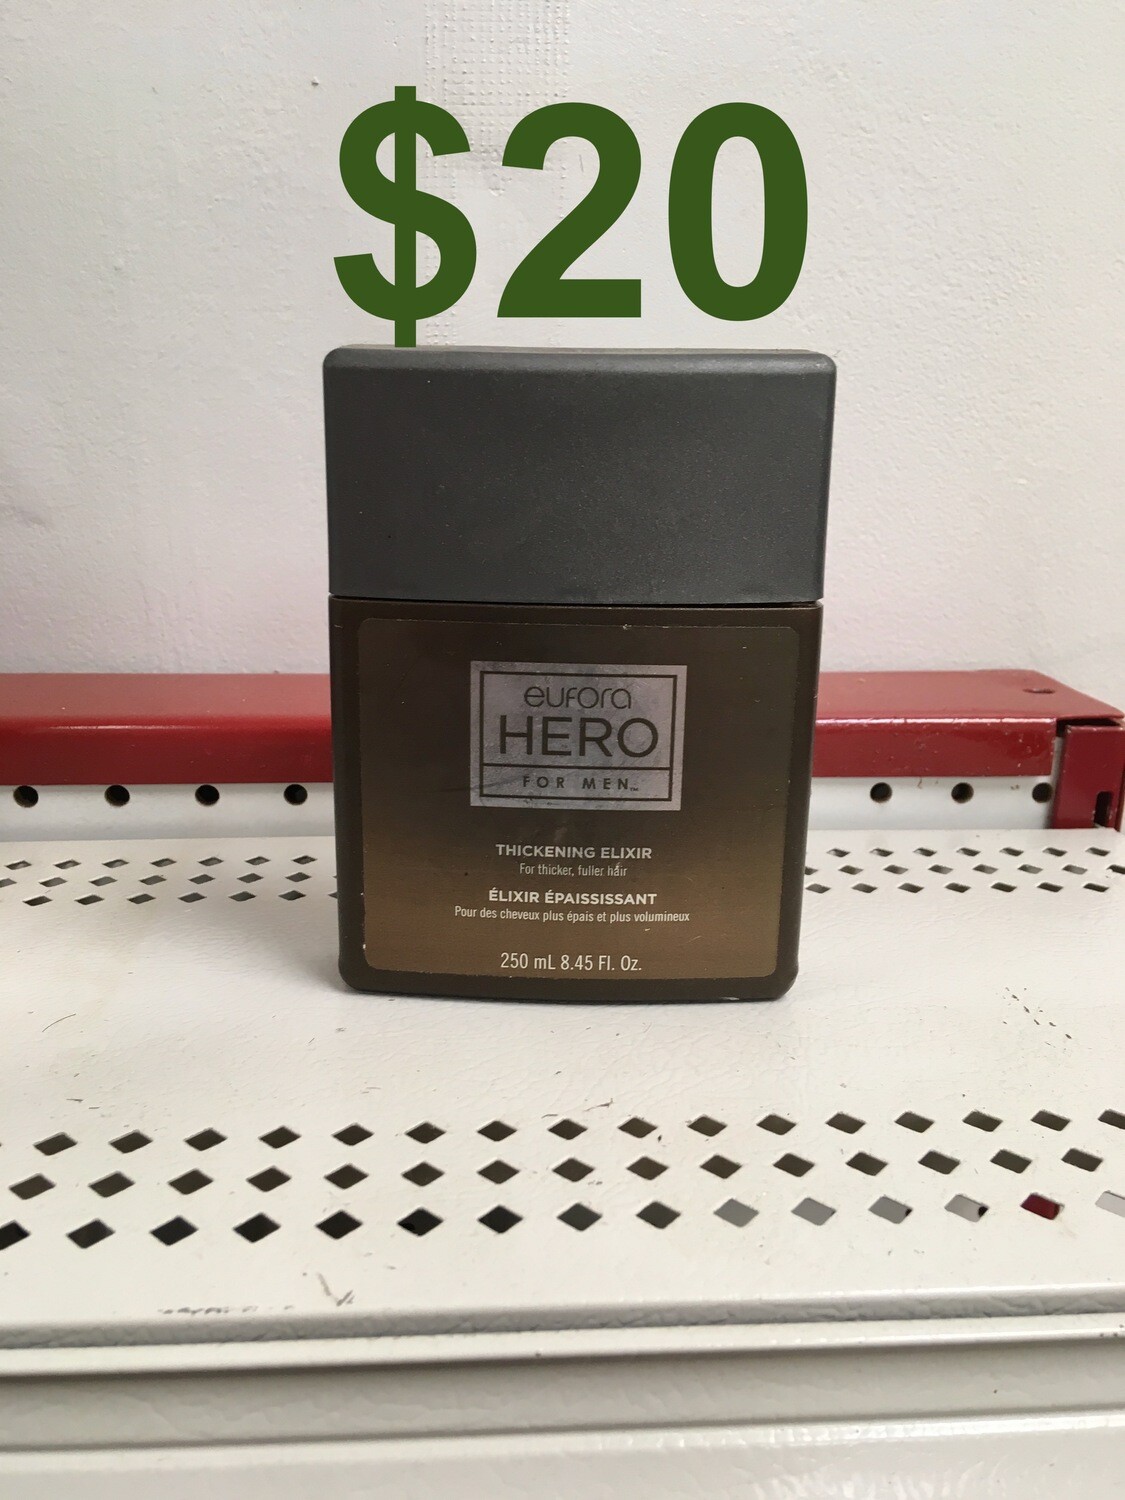 $20
eufora
HERO
FOR MEN™
THICKENING ELIXIR
For thicker, fuller hair
ÉLIXIR ÉPAISSISSANT
Pour des cheveux plus épais et plus volumineux
250 mL 8.45 Fl. Oz.